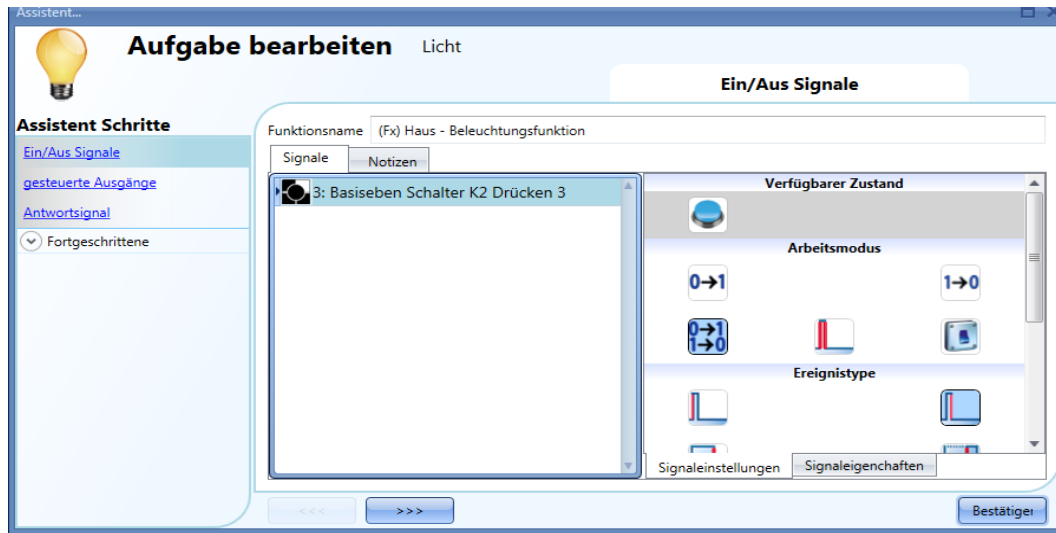 Assistent...
Aufgabe bearbeiten Licht
Ein/Aus Signale
Assistent Schritte
Ein/Aus Signale
gesteuerte Ausgänge
Antwortsignal
Fortgeschrittene
Funktionsname (Fx) Haus - Beleuchtungsfunktion
Signale Notizen
3: Basiseben Schalter K2 Drücken 3
Verfügbarer Zustand
Arbeitsmodus
0→1 1→0
0→1
1→0
Ereignistype
Signaleinstellungen Signaleigenchaften
<<< >>> Bestätiger